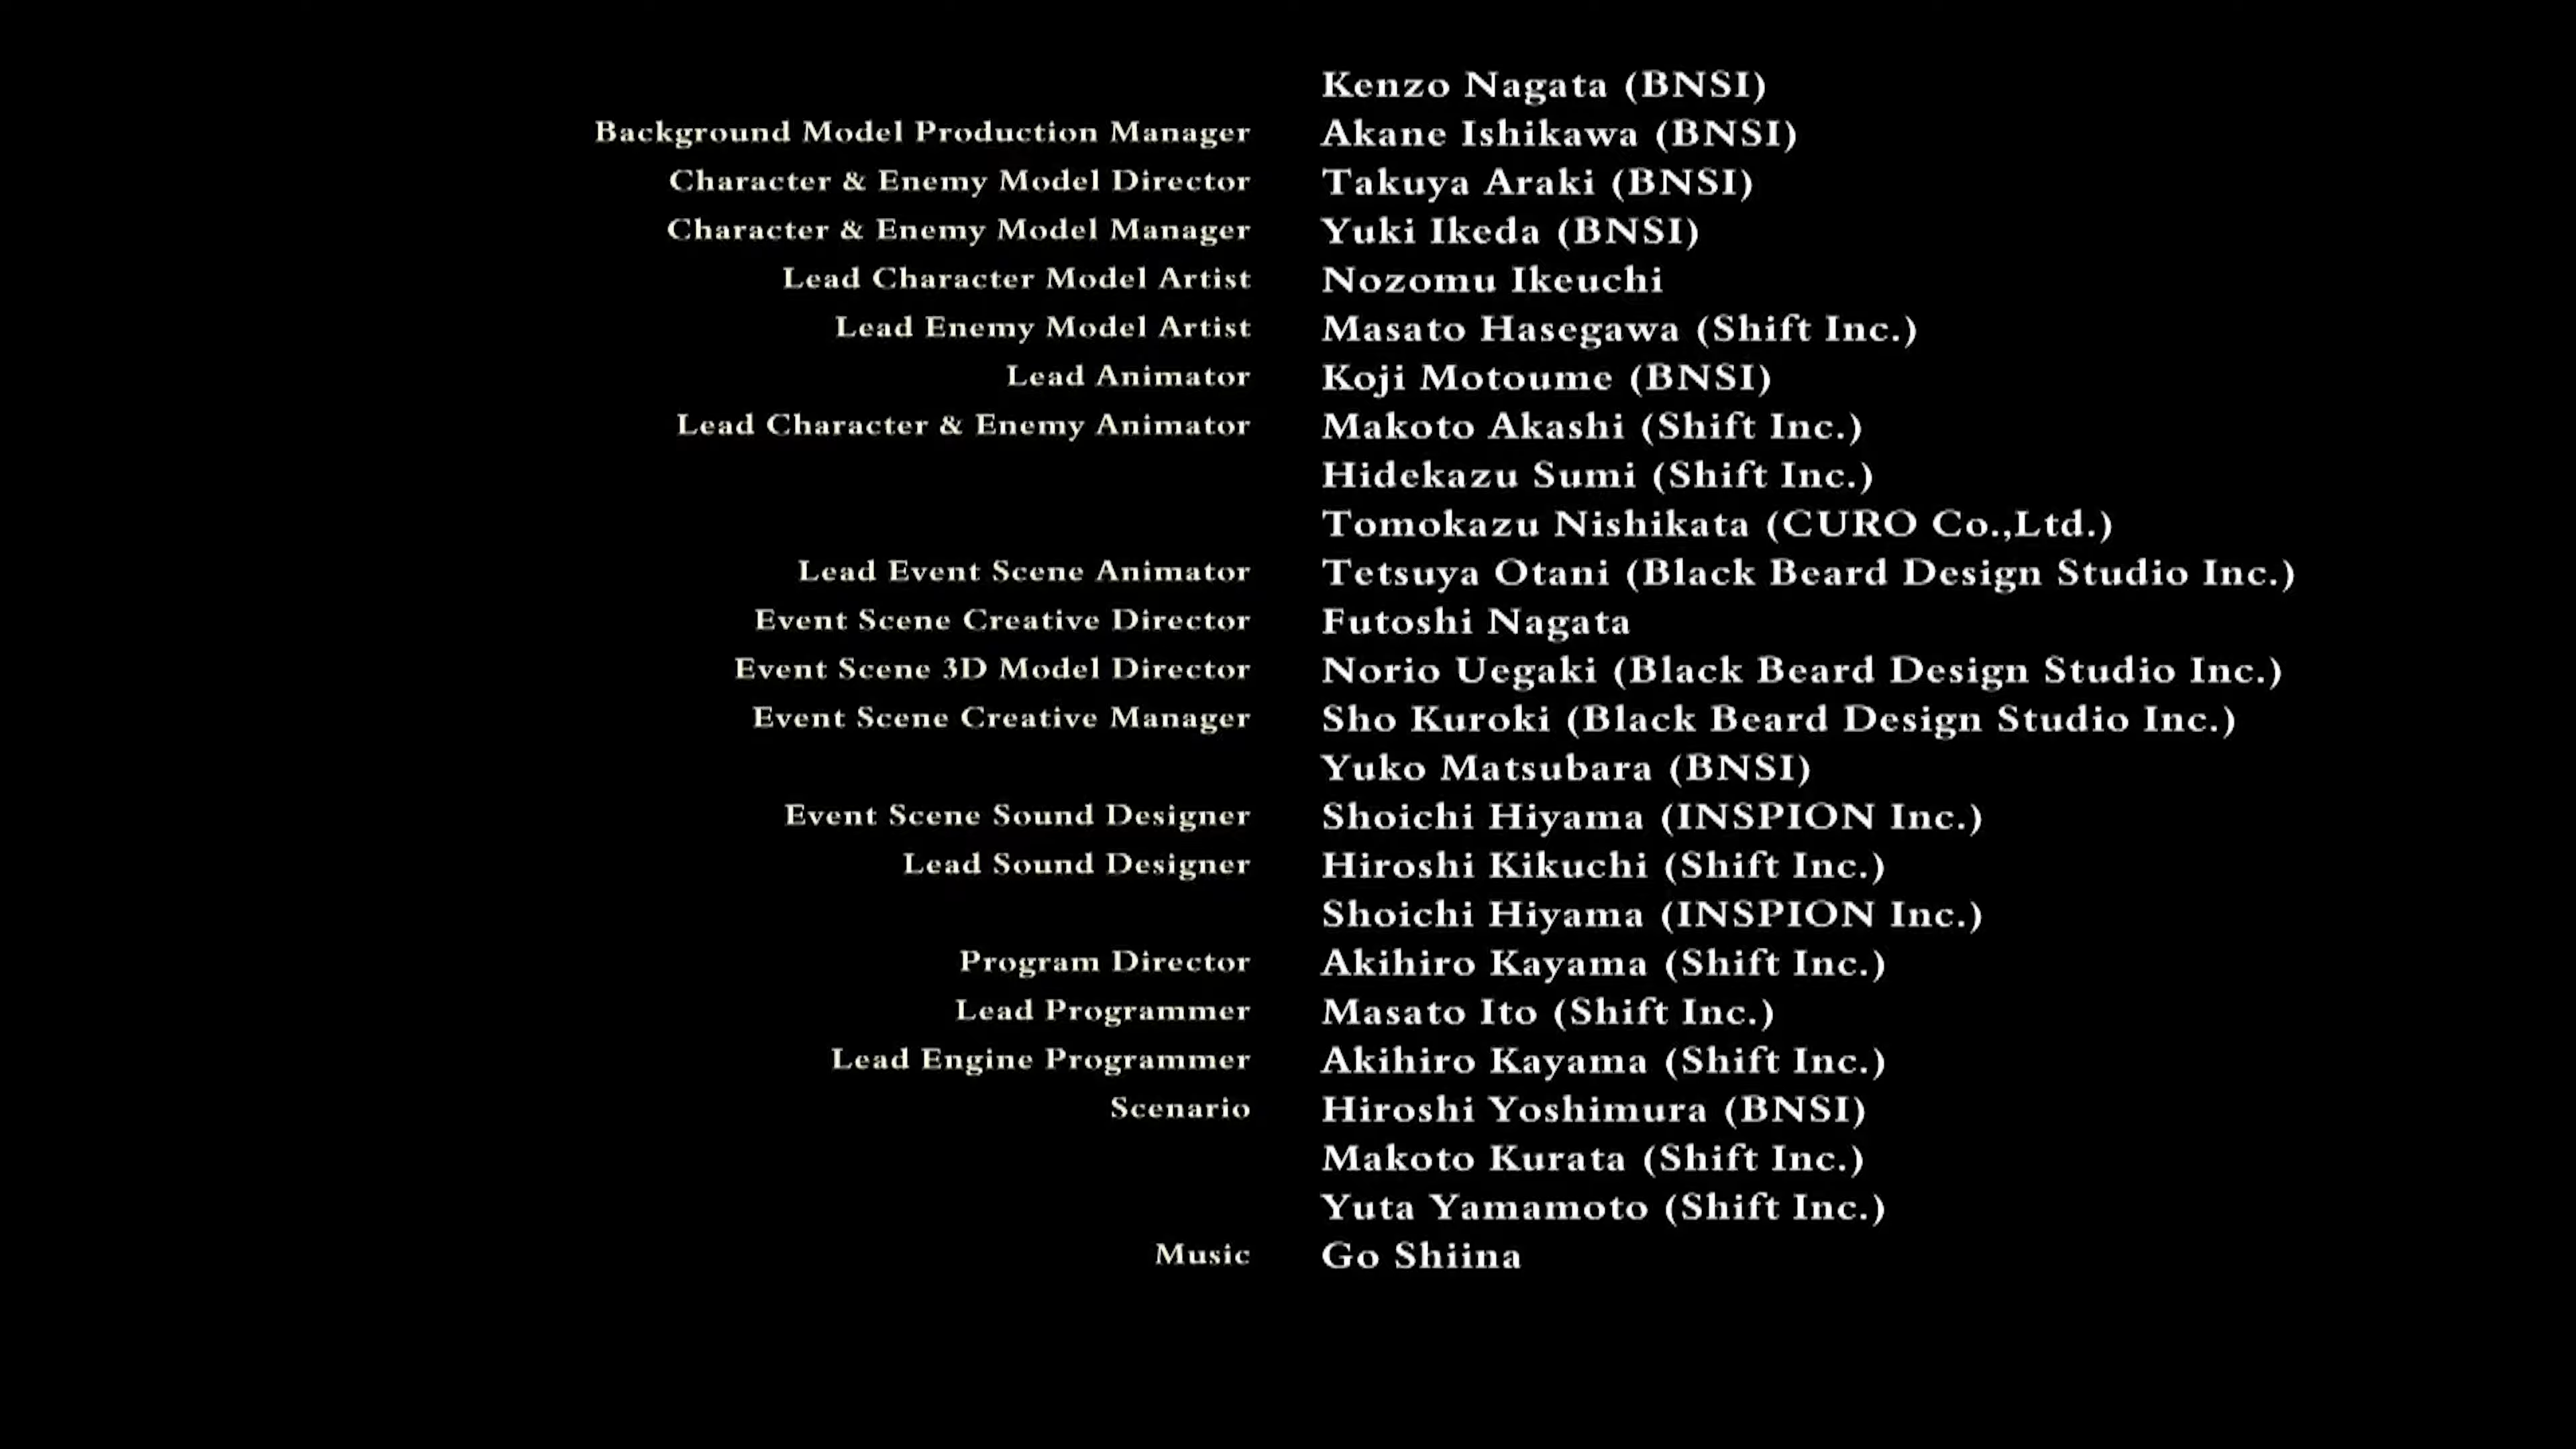 Kenzo Nagata (BNSI)
Background Model Production Manager Akane Ishikawa (BNSI)
Character & Enemy Model Director Takuya Araki (BNSI)
Character & Enemy Model Manager Yuki Ikeda (BNSI)
Lead Character Model Artist Nozomu Ikeuchi
Lead Enemy Model Artist Masato Hasegawa (Shift Inc.)
Lead Animator Koji Motoume (BNSI)
Lead Character & Enemy Animator Makoto Akashi (Shift Inc.)
Hidekazu Sumi (Shift Inc.)
Tomokazu Nishikata (CURO Co.,Ltd.)
Lead Event Scene Animator Tetsuya Otani (Black Beard Design Studio Inc.)
Event Scene Creative Director Futoshi Nagata
Event Scene 3D Model Director Norio Uegaki (Black Beard Design Studio Inc.)
Event Scene Creative Manager Sho Kuroki (Black Beard Design Studio Inc.)
Yuko Matsubara (BNSI)
Event Scene Sound Designer Shoichi Hiyama (INSPION Inc.)
Lead Sound Designer Hiroshi Kikuchi (Shift Inc.)
Shoichi Hiyama (INSPION Inc.)
Program Director Akihiro Kayama (Shift Inc.)
Lead Programmer Masato Ito (Shift Inc.)
Lead Engine Programmer Akihiro Kayama (Shift Inc.)
Scenario Hiroshi Yoshimura (BNSI)
Makoto Kurata (Shift Inc.)
Yuta Yamamoto (Shift Inc.)
Music Go Shiina